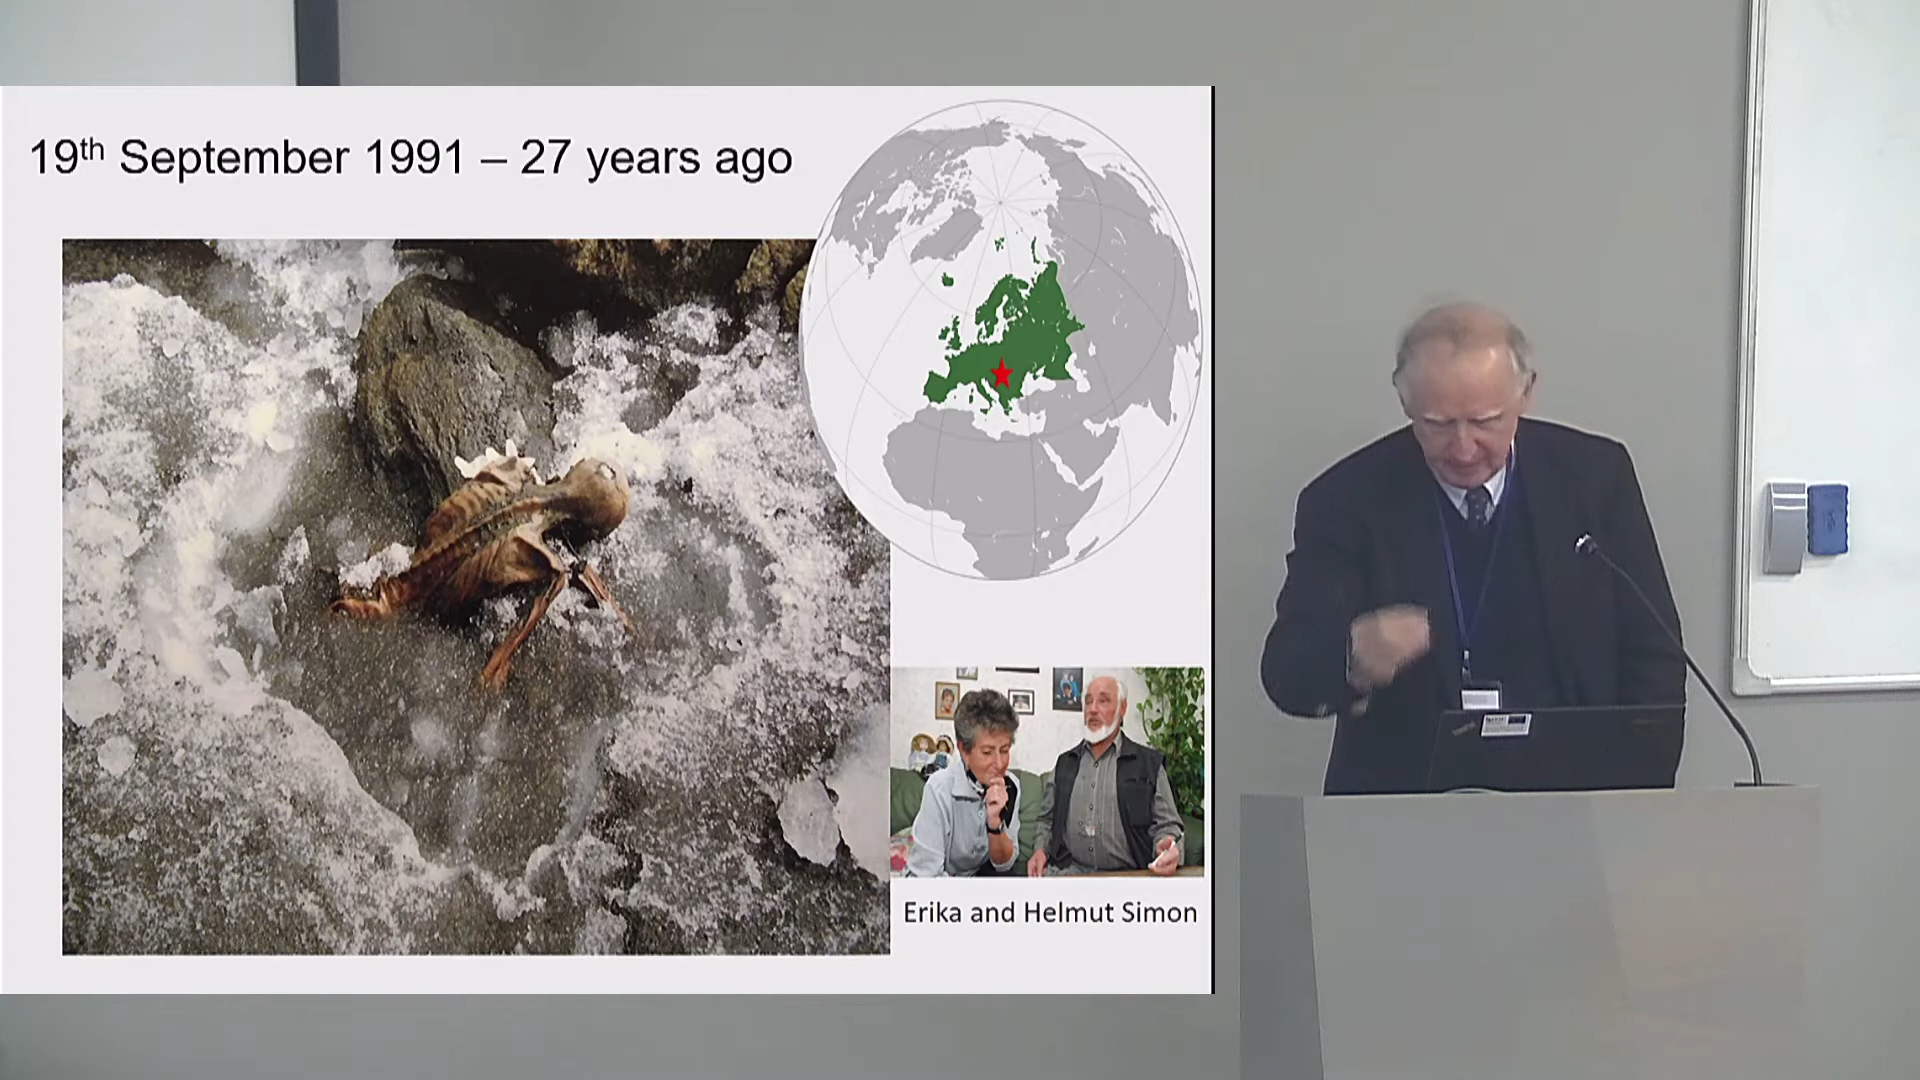 19th September 1991 – 27 years ago
Erika and Helmut Simon